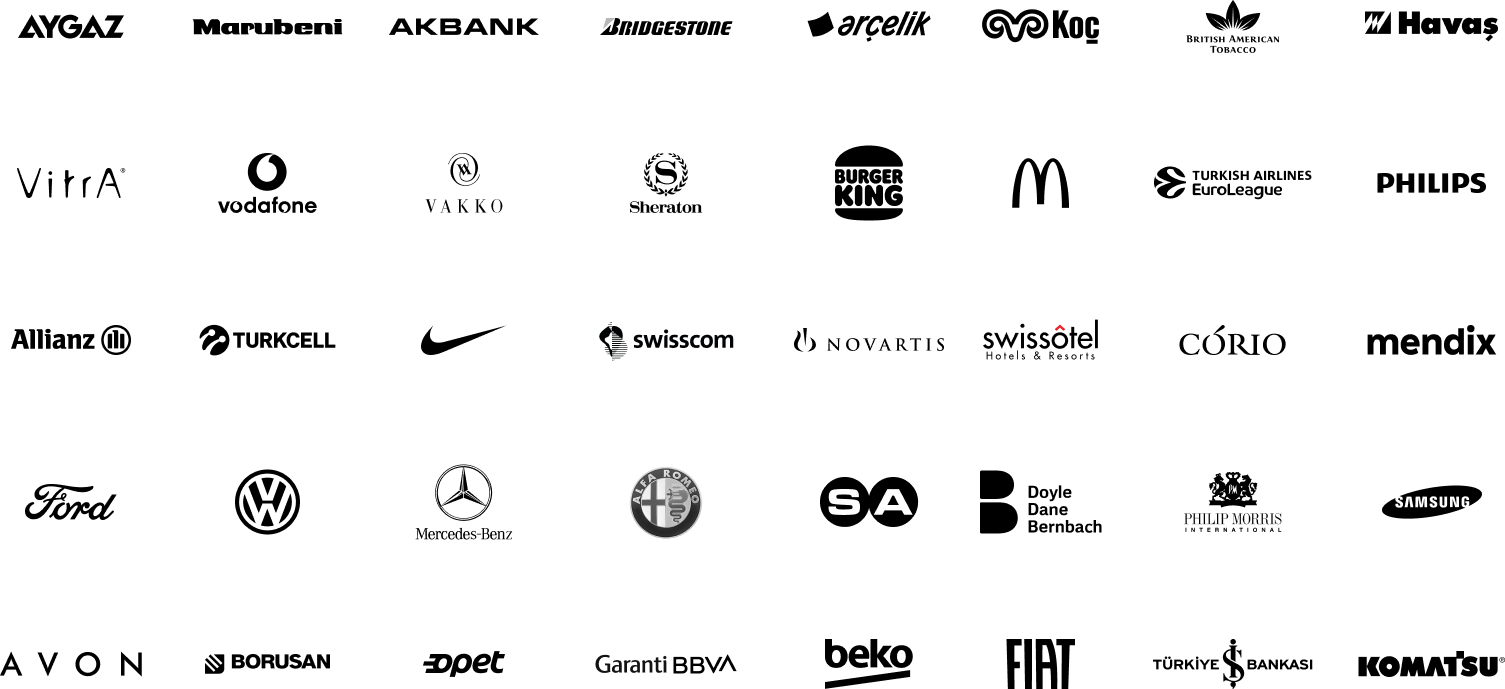 AYGAZ
Marubeni
AKBANK
BRIDGESTONE
arçelik
Koç
BRITISH AMERICAN
TOBACCO
Havaş
VitrA®
vodafone
VAKKO
S
Sheraton
BURGER
KING
TURKISH AIRLINES
EuroLeague
PHILIPS
Allianz
TURKCELL
swisscom
NOVARTIS
swissôtel
Hotels & Resorts
CÓRIO
mendix
Ford
VW
Mercedes-Benz
ALFA ROMEO
SA
Doyle
Dane
Bernbach
PHILIP MORRIS
INTERNATIONAL
SAMSUNG
AVON
BORUSAN
opet
Garanti BBVA
beko
FIAT
TÜRKİYE İŞ BANKASI
KOMATSU®